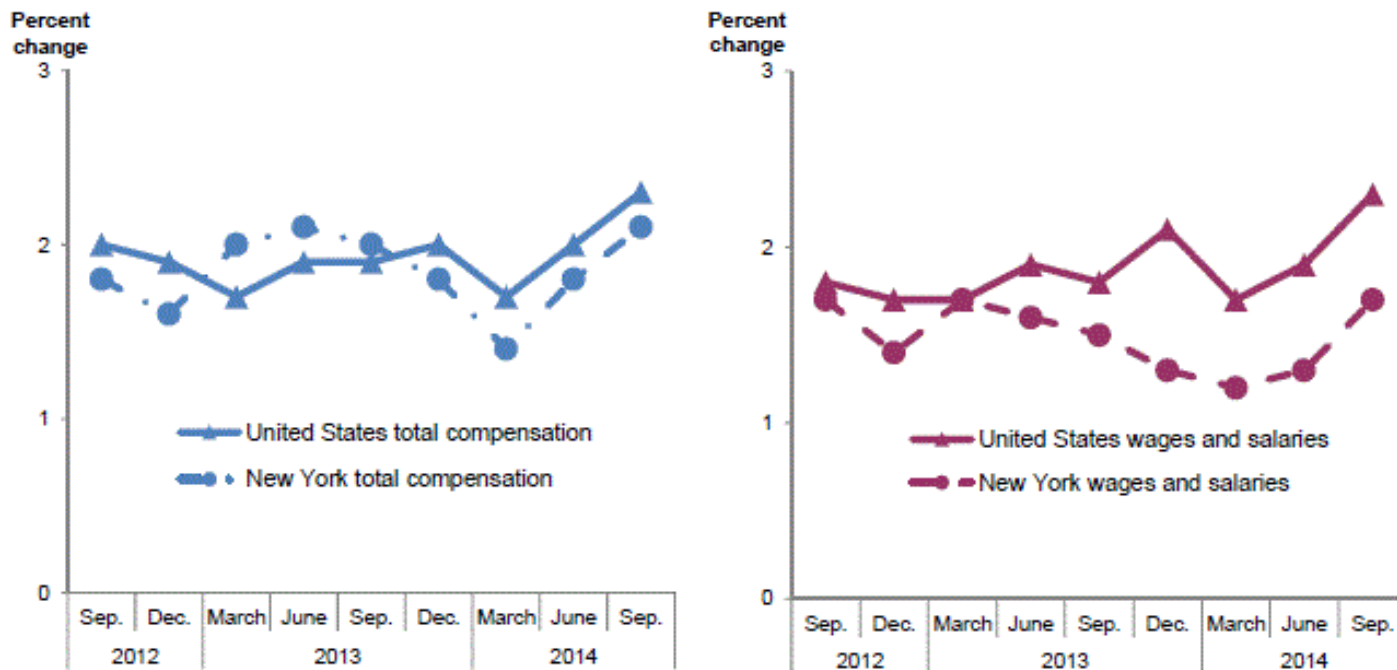 Percent
change
3
2
1
0
United States total compensation
New York total compensation
Sep. Dec. March June Sep. Dec. March June Sep.
2012 2013 2014
Percent
change
3
2
1
0
United States wages and salaries
New York wages and salaries
Sep. Dec. March June Sep. Dec. March June Sep.
2012 2013 2014